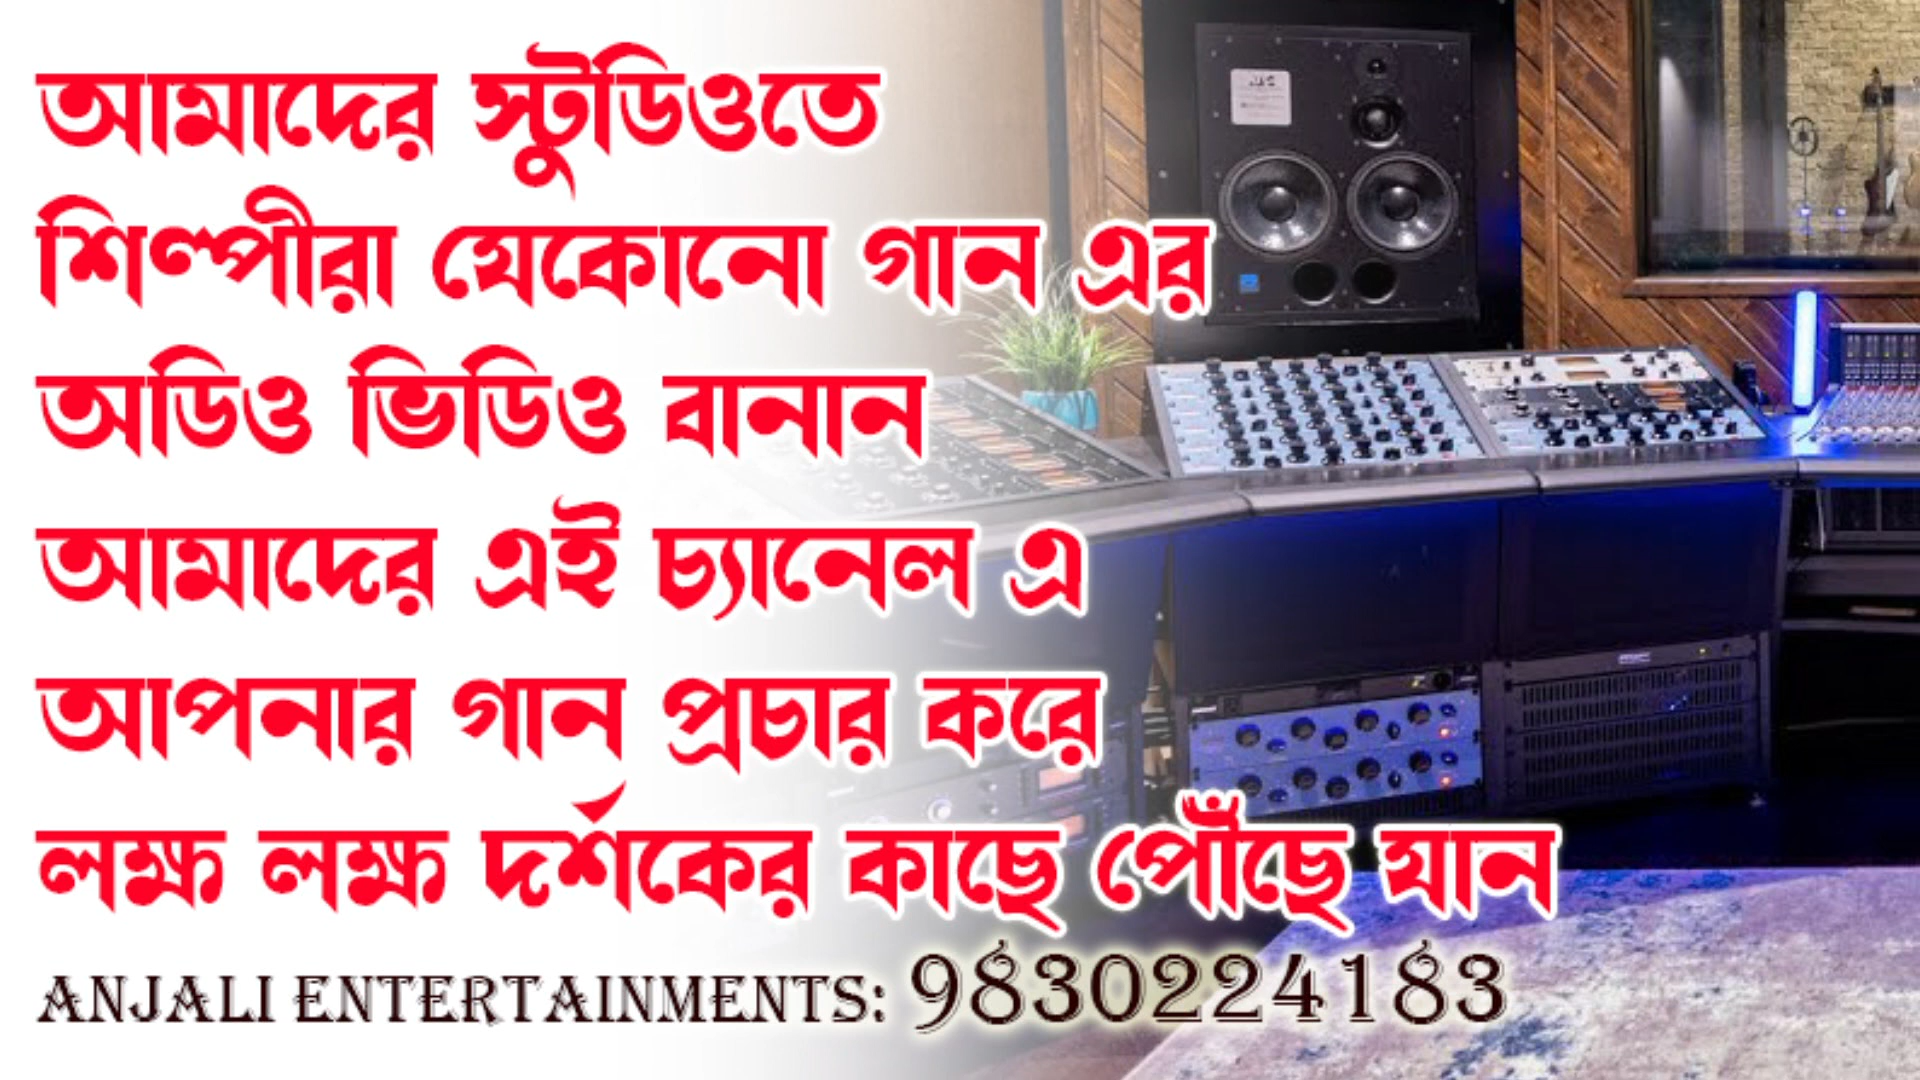 আমাদের স্টুডিওতে
শিল্পীরা যেকোনো গান এর
অডিও ভিডিও বানান
আমাদের এই চ্যানেল এ
আপনার গান প্রচার করে
লক্ষ লক্ষ দর্শকের কাছে পৌঁছে যান
ANJALI ENTERTAINMENTS: 9830224183